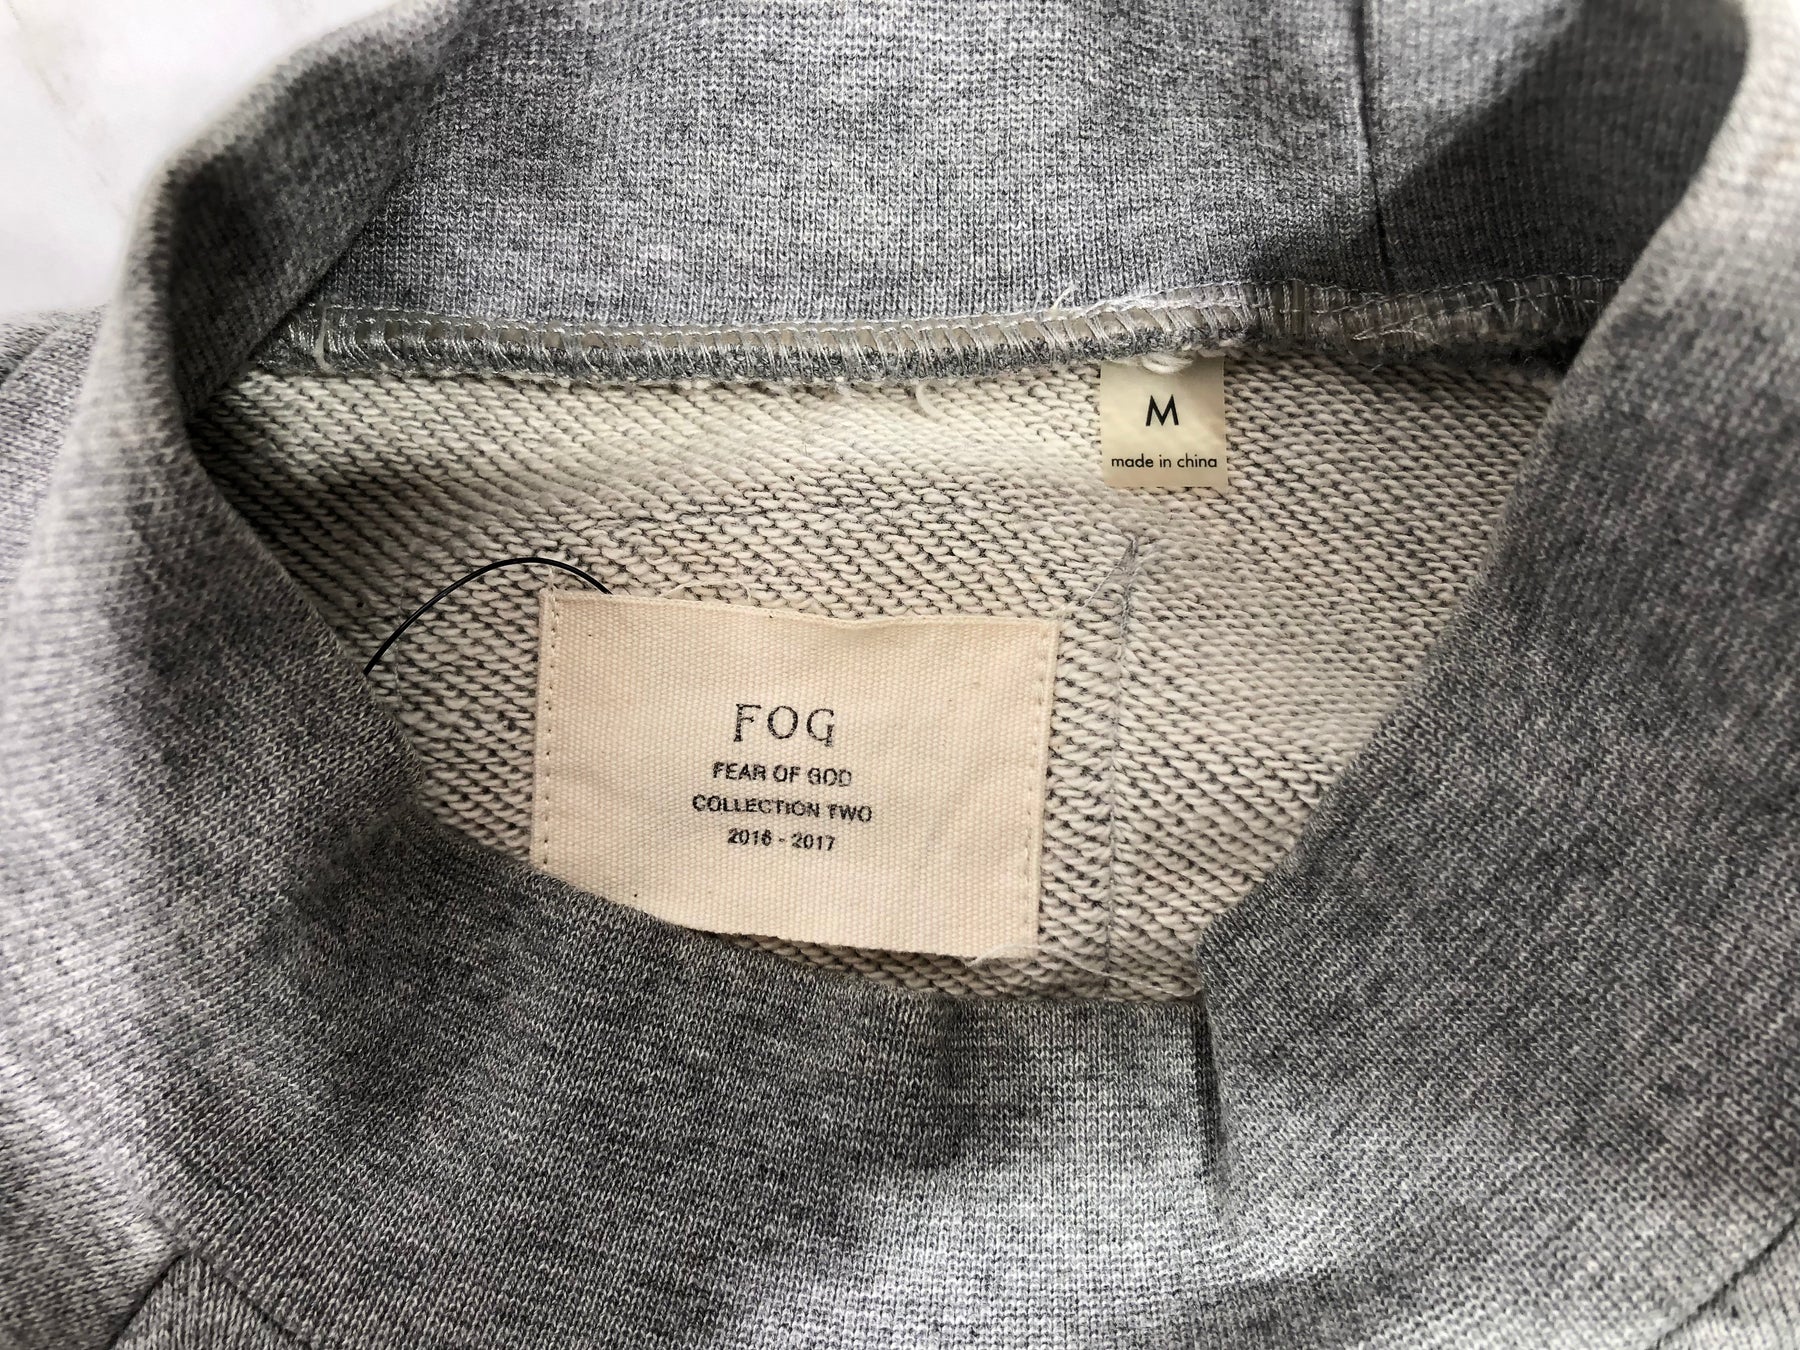 M
made in china
FOG
FEAR OF GOD
COLLECTION TWO
2016 - 2017